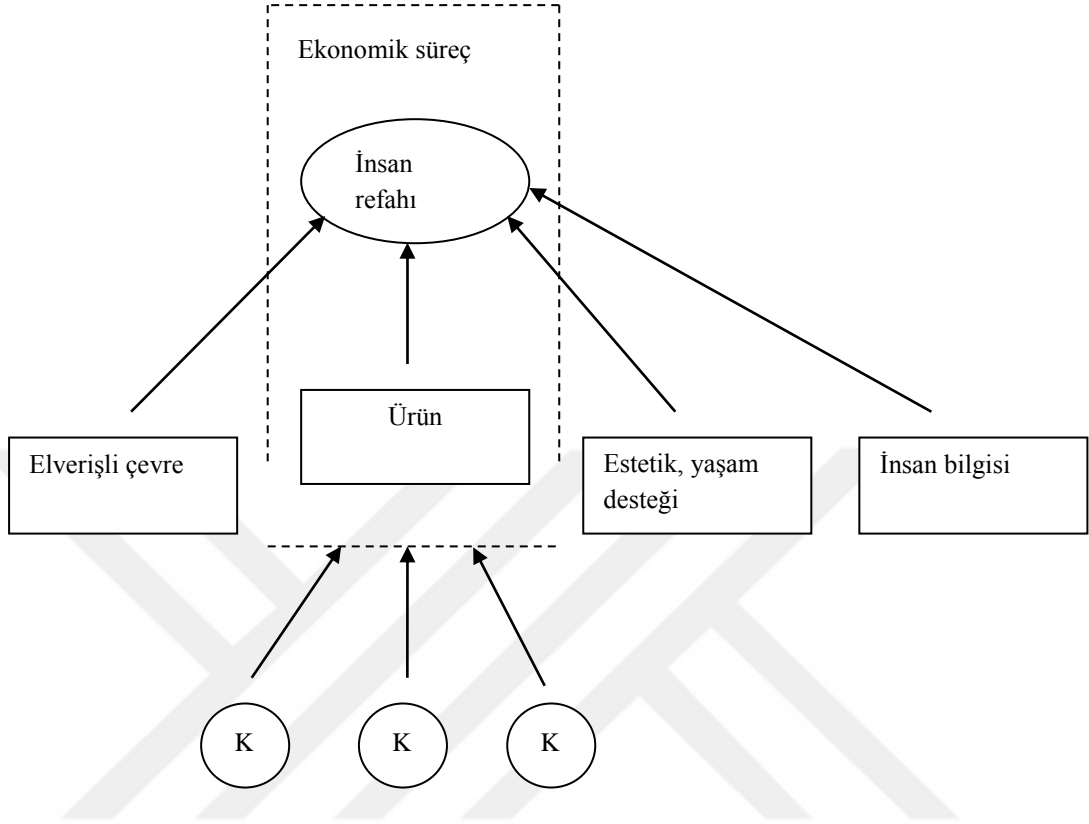 Ekonomik süreç
İnsan
refahı
Ürün
Elverişli çevre
Estetik, yaşam
desteği
İnsan bilgisi
K
K
K